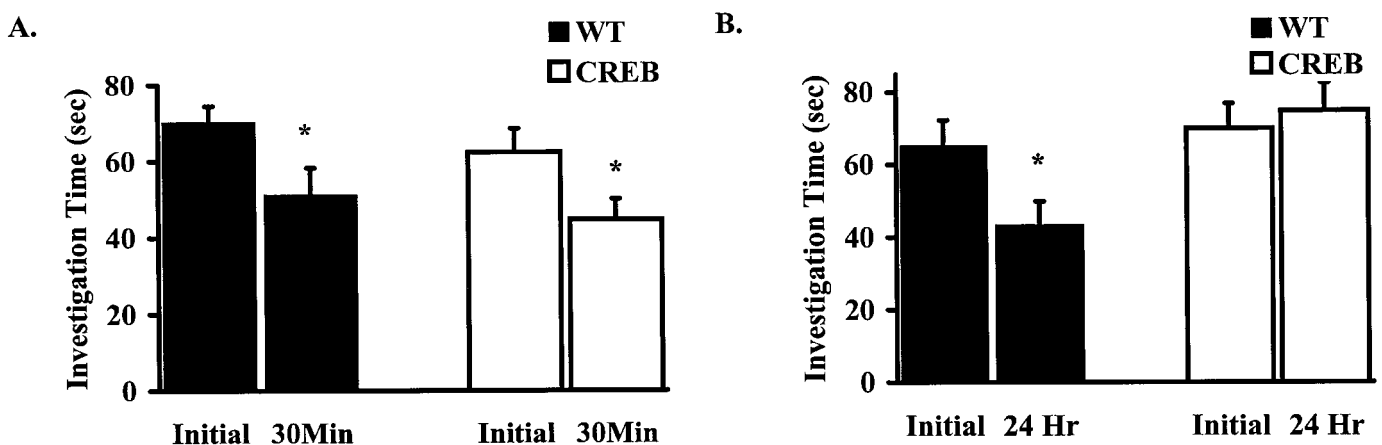 A.
WT
CREB
Investigation Time (sec)
80
60
40
20
0
*
*
Initial 30Min Initial 30Min
B.
WT
CREB
Investigation Time (sec)
80
60
40
20
0
*
Initial 24 Hr Initial 24 Hr